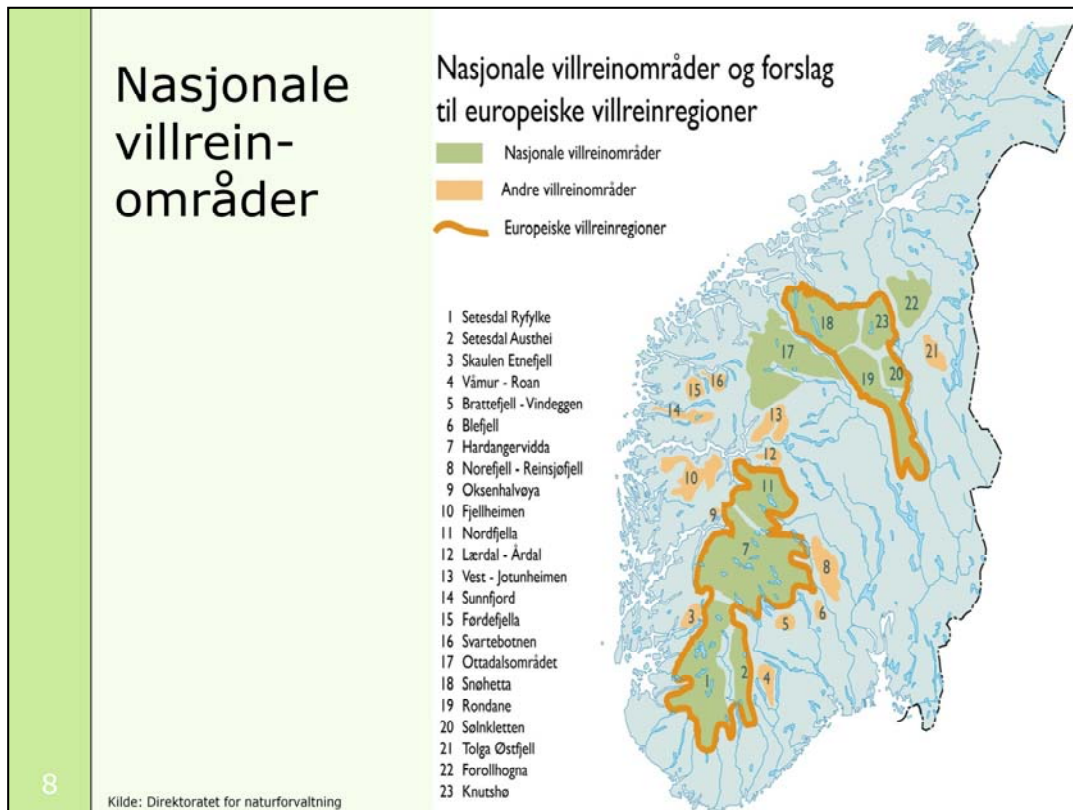 Nasjonale
villrein-
områder
Nasjonale villreinområder og forslag
til europeiske villreinregioner
Nasjonale villreinområder
Andre villreinområder
Europeiske villreinregioner
1 Setesdal Ryfylke
2 Setesdal Austhei
3 Skaulen Etnefjell
4 Våmur - Roan
5 Brattefjell - Vindeggen
6 Blefjell
7 Hardangervidda
8 Norefjell - Reinsjøfjell
9 Oksenhalvøya
10 Fjellheimen
11 Nordfjella
12 Lærdal - Årdal
13 Vest - Jotunheimen
14 Sunnfjord
15 Førdefjella
16 Svartebotnen
17 Ottadalsområdet
18 Snøhetta
19 Rondane
20 Sølnkletten
21 Tolga Østfjell
22 Forollhogna
23 Knutshø
22
18
23
17
21
19
20
16
15
14
13
12
10
11
9
7
8
6
3
5
2
4
1
8
Kilde: Direktoratet for naturforvaltning